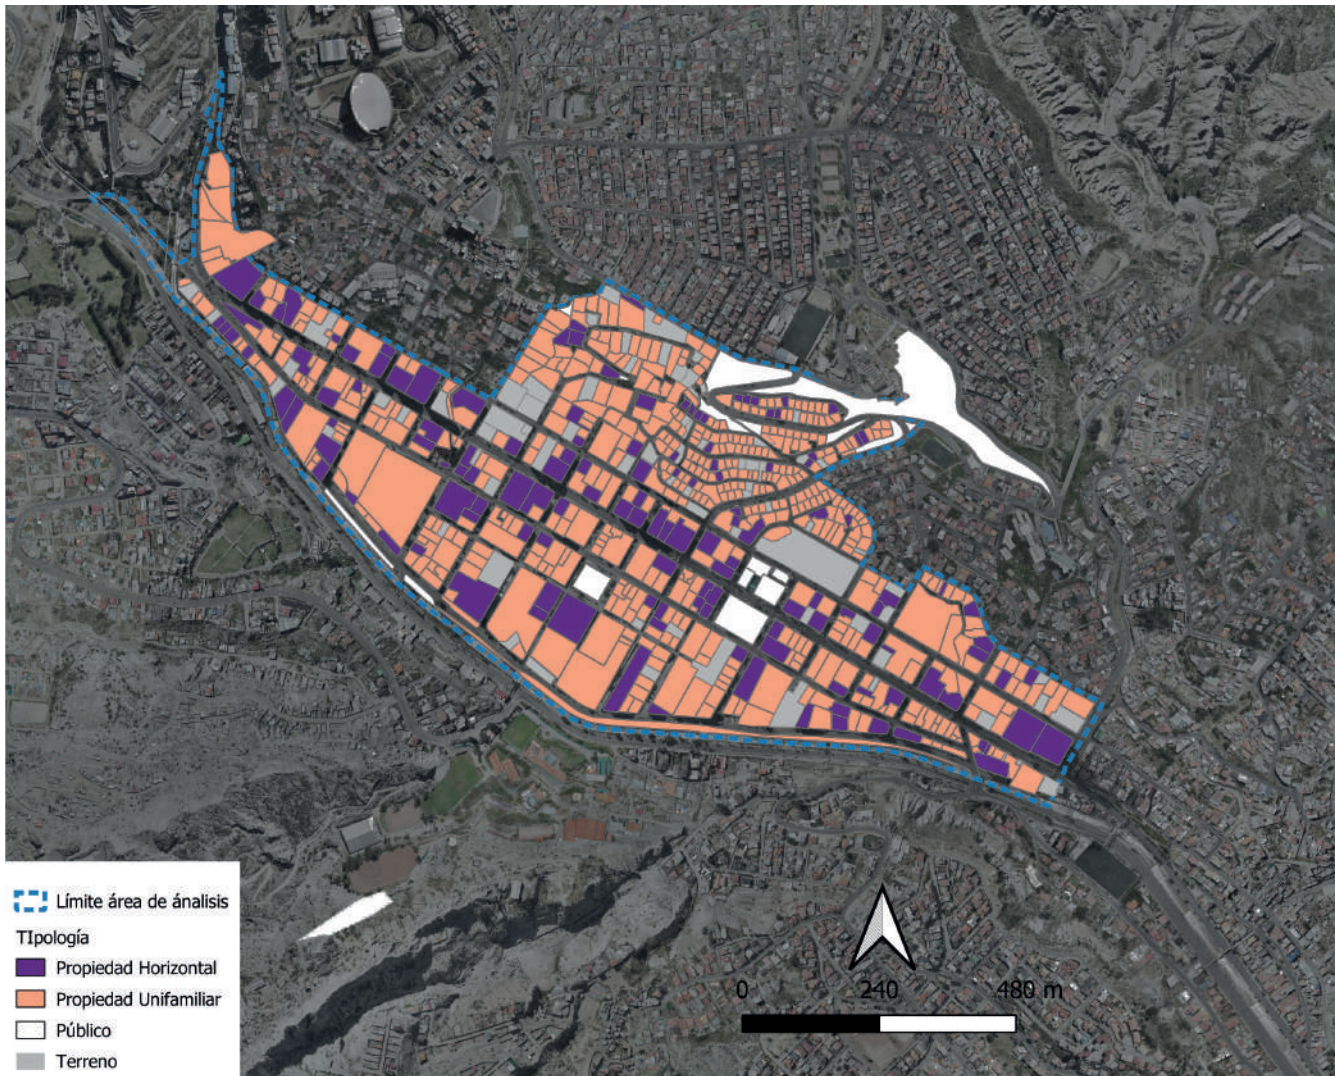 Límite área de ánalisis
TIpología
Propiedad Horizontal
Propiedad Unifamiliar
Público
Terreno
0 240 480 m